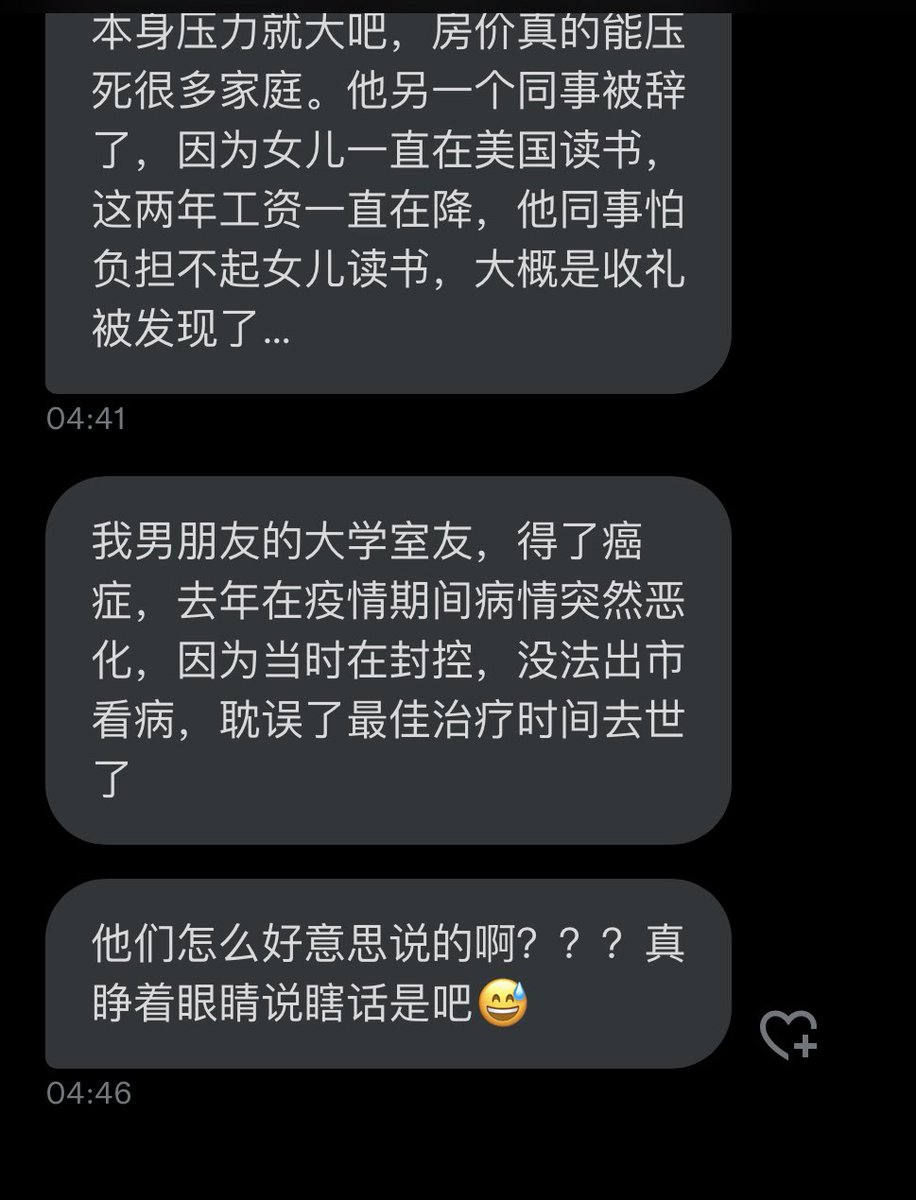 本身压力就大吧，房价真的能压
死很多家庭。他另一个同事被辞
了，因为女儿一直在美国读书，
这两年工资一直在降，他同事怕
负担不起女儿读书，大概是收礼
被发现了...
04:41
我男朋友的大学室友，得了癌
症，去年在疫情期间病情突然恶
化，因为当时在封控，没法出市
看病，耽误了最佳治疗时间去世
了
他们怎么好意思说的啊？？？真
睁着眼睛说瞎话是吧😅
04:46